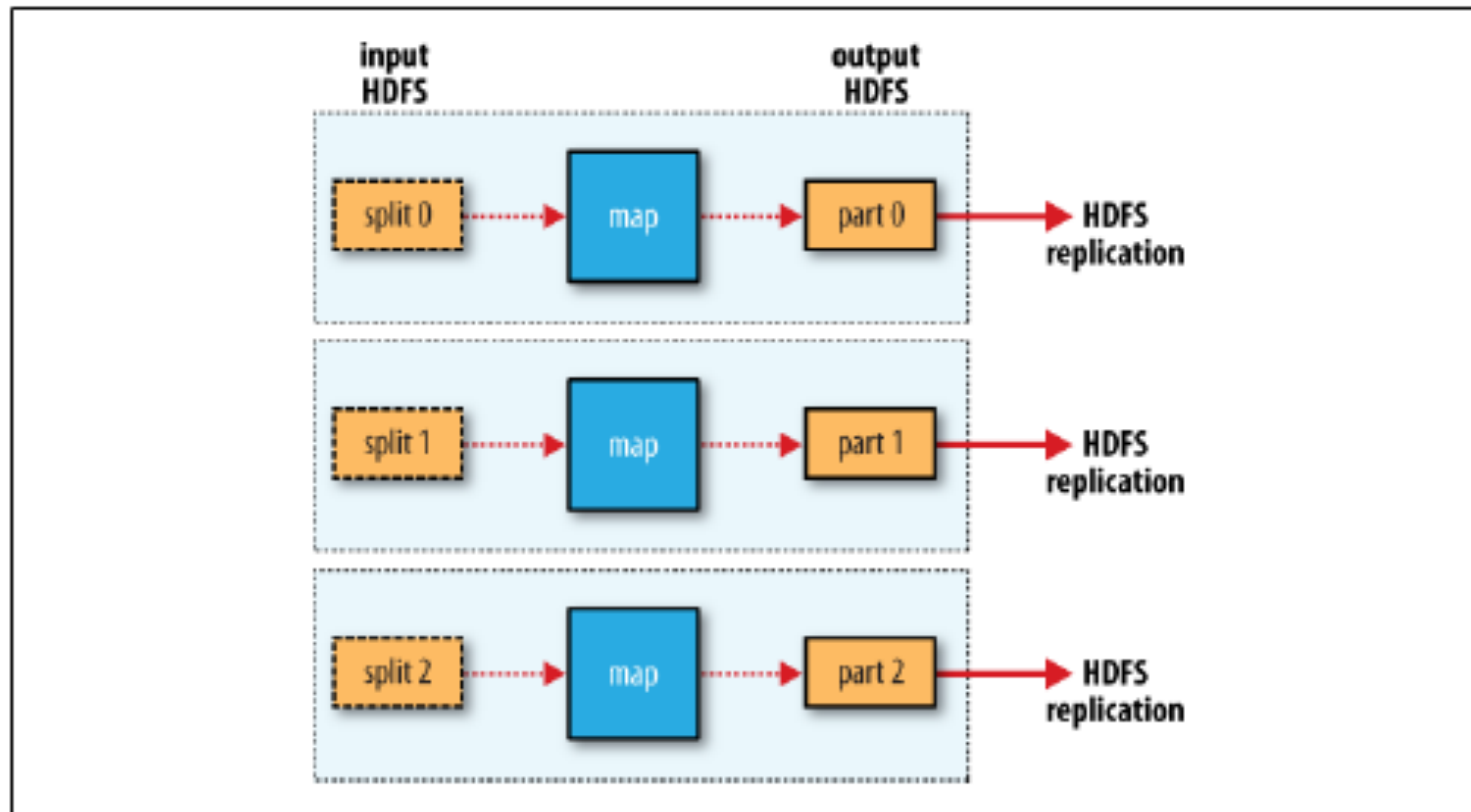 input
HDFS
output
HDFS
split 0
map
part 0
HDFS
replication
split 1
map
part 1
HDFS
replication
split 2
map
part 2
HDFS
replication